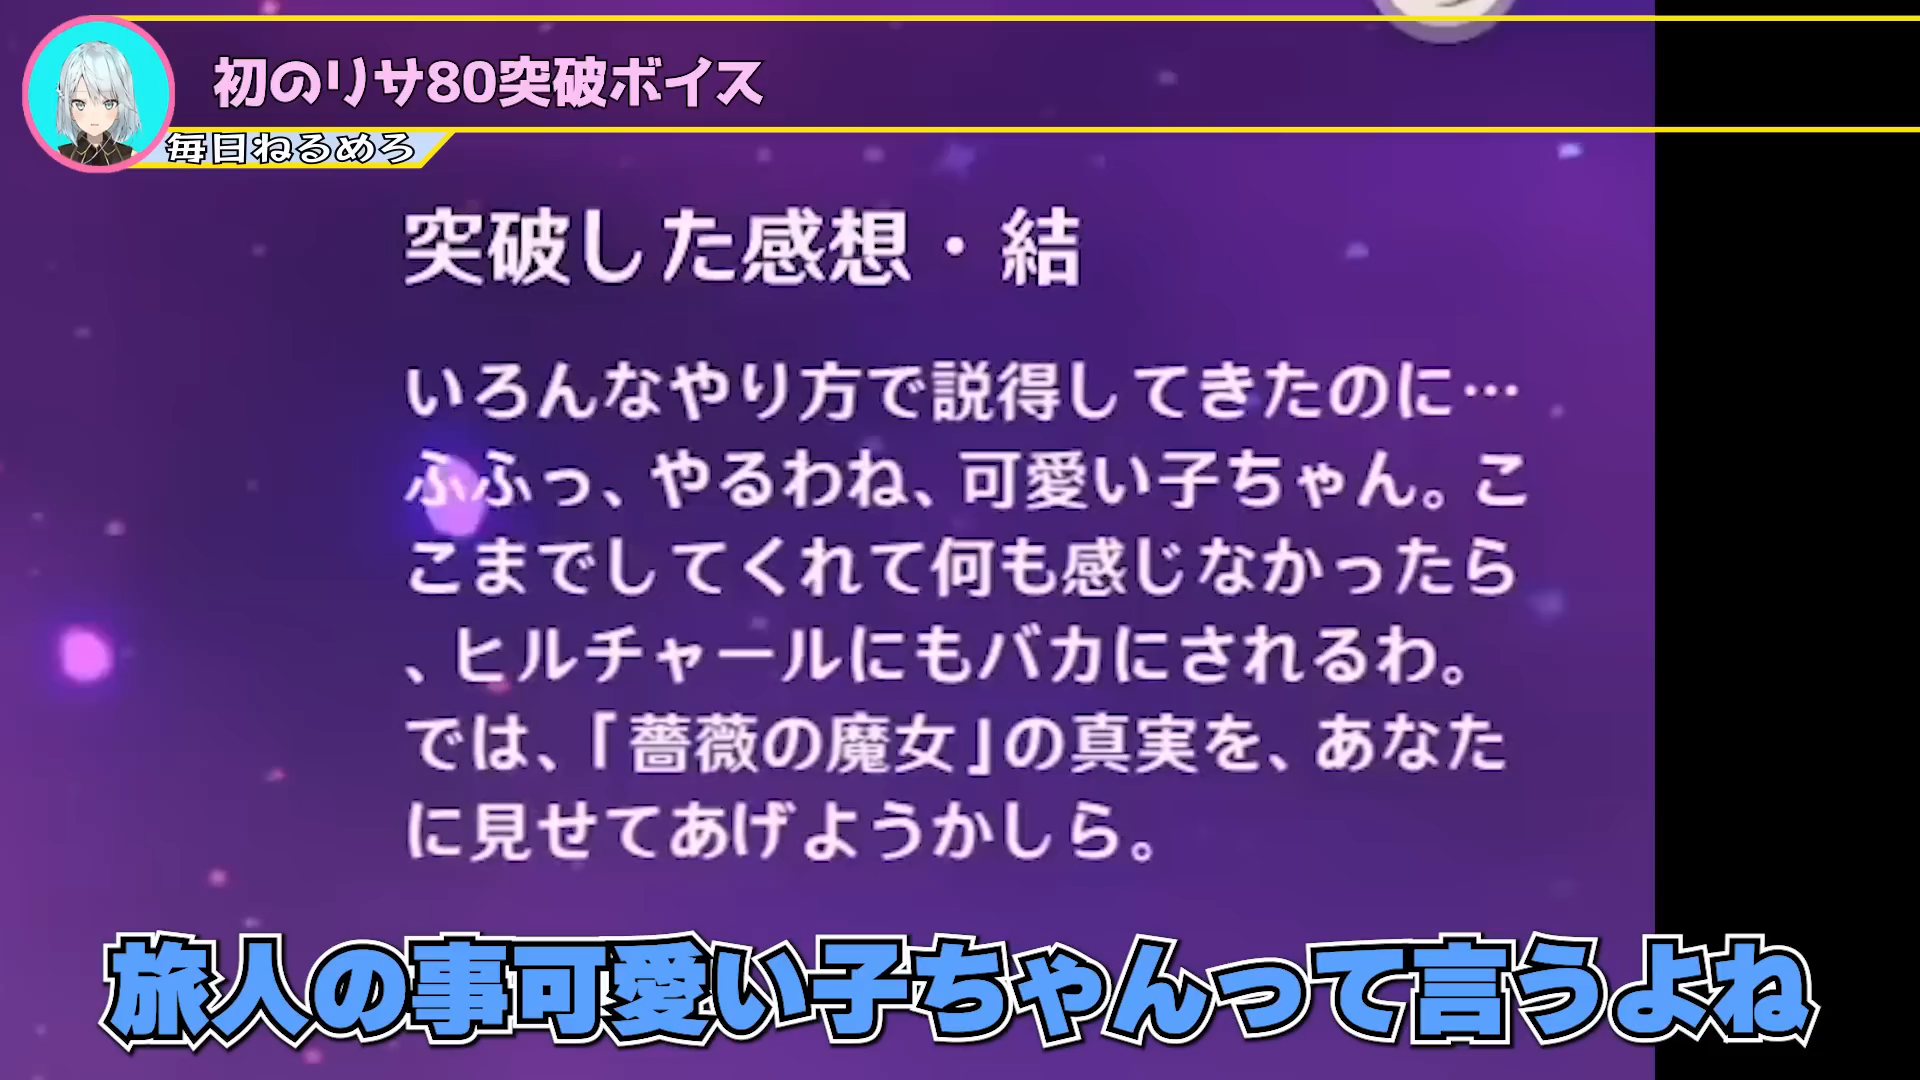 初のリサ80突破ボイス
毎日ねるめろ
突破した感想・結
いろんなやり方で説得してきたのに…
ふふっ、やるわね、可愛い子ちゃん。こ
こまでしてくれて何も感じなかったら
、ヒルチャールにもバカにされるわ。
では、「薔薇の魔女」の真実を、あなた
に見せてあげようかしら。
旅人の事可愛い子ちゃんって言うよね